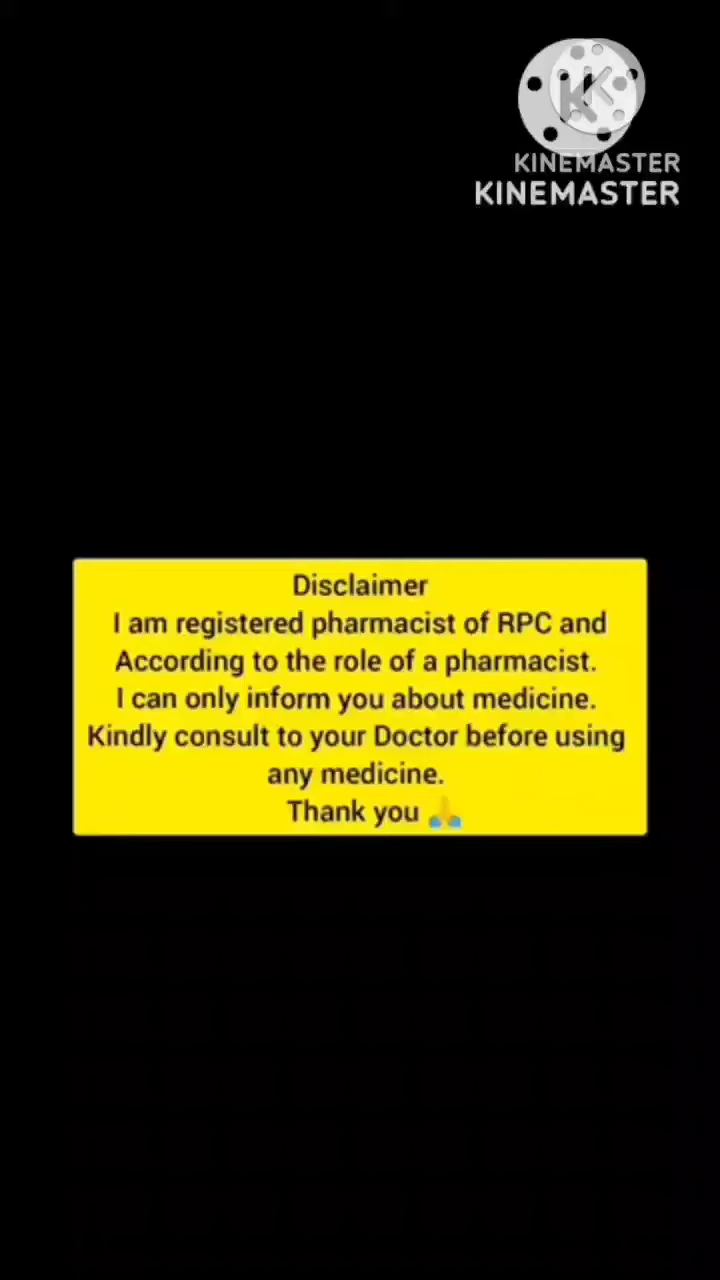 KINEMASTER
KINEMASTER
Disclaimer
I am registered pharmacist of RPC and
According to the role of a pharmacist.
I can only inform you about medicine.
Kindly consult to your Doctor before using
any medicine.
Thank you 🙏